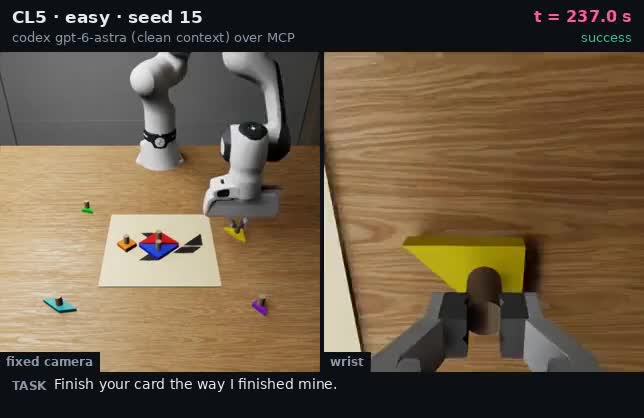 CL5 · easy · seed 15
t = 237.0 s
codex gpt-6-astra (clean context) over MCP
success
fixed camera
wrist
TASK Finish your card the way I finished mine.